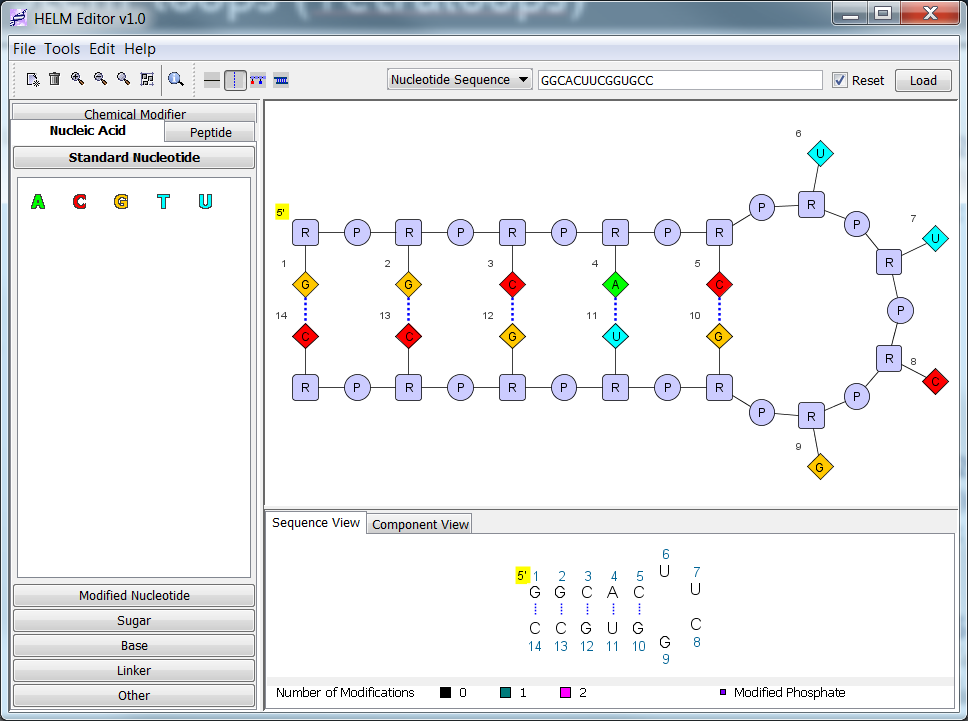 HELM Editor v1.0
File Tools Edit Help
Nucleotide Sequence GGCACUUCGGUGCC Reset Load
Chemical Modifier
Nucleic Acid Peptide
Standard Nucleotide
A C G T U
Modified Nucleotide
Sugar
Base
Linker
Other
6
U
P R P
7
U
5'
R P R P R P R P R
R
1 2 3 4 5
G G C A C
P
14 13 12 11 10
C C G U G
R 8
C
R P R P R P R P R
P R P
9
G
Sequence View Component View
6
U
5' 1 2 3 4 5 7
G G C A C U
C C G U G C
14 13 12 11 10 G 8
9
Number of Modifications 0 1 2 Modified Phosphate